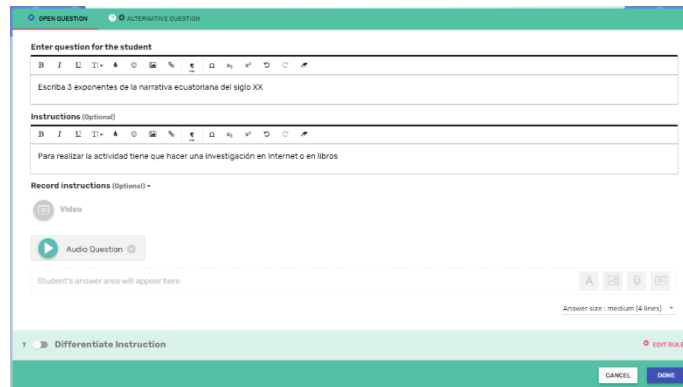 OPEN QUESTION ALTERNATIVE QUESTION
Enter question for the student
Escriba 3 exponentes de la narrativa ecuatoriana del siglo XX
Instructions (Optional)
Para realizar la actividad tiene que hacer una investigación en Internet o en libros
Record instructions (Optional)
Video
Audio Question
Student's answer area will appear here
Answer size : medium (4 lines)
? Differentiate Instruction EDIT RULE
CANCEL DONE